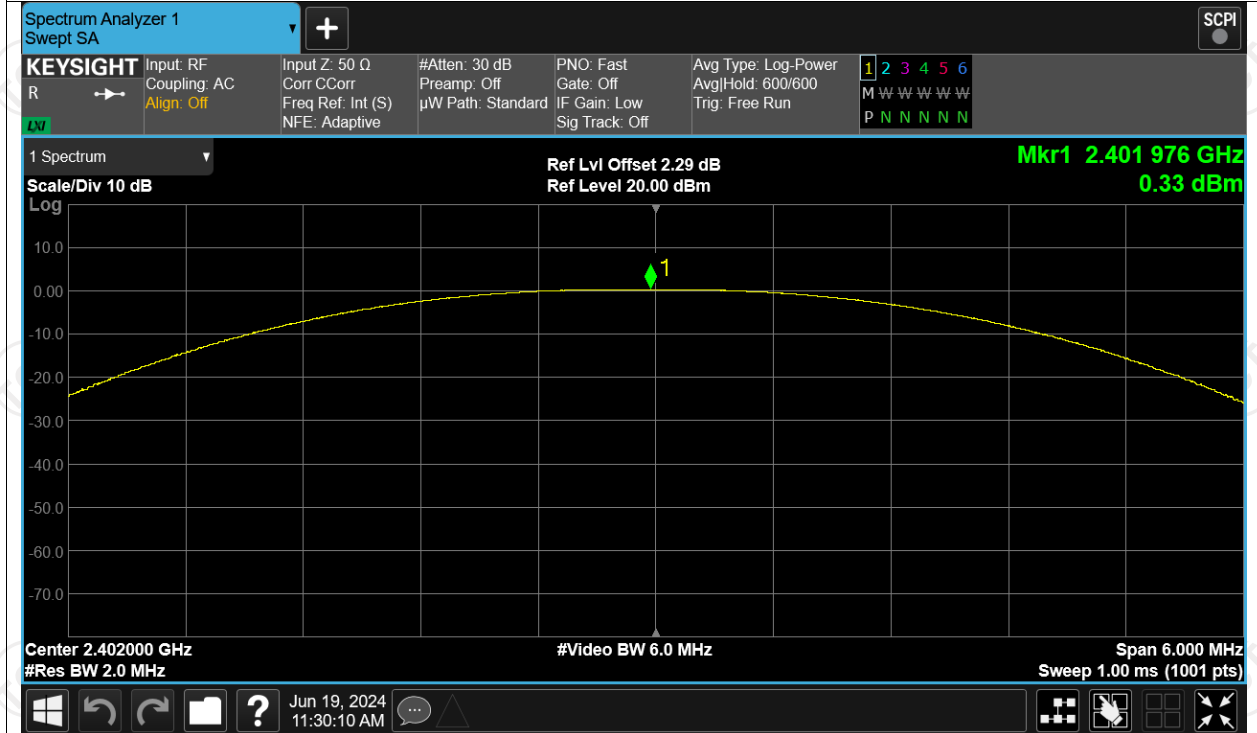 Spectrum Analyzer 1
Swept SA
SCPI
KEYSIGHT
R
LXI
Input: RF
Coupling: AC
Align: Off
Input Z: 50 Ω
Corr CCorr
Freq Ref: Int (S)
NFE: Adaptive
#Atten: 30 dB
Preamp: Off
µW Path: Standard
PNO: Fast
Gate: Off
IF Gain: Low
Sig Track: Off
Avg Type: Log-Power
Avg|Hold: 600/600
Trig: Free Run
1 2 3 4 5 6
M W W W W W
P N N N N N
1 Spectrum
Scale/Div 10 dB
Log
Ref Lvl Offset 2.29 dB
Ref Level 20.00 dBm
Mkr1 2.401 976 GHz
0.33 dBm
10.0
1
0.00
-10.0
-20.0
-30.0
-40.0
-50.0
-60.0
-70.0
Center 2.402000 GHz
#Res BW 2.0 MHz
#Video BW 6.0 MHz
Span 6.000 MHz
Sweep 1.00 ms (1001 pts)
?
Jun 19, 2024
11:30:10 AM